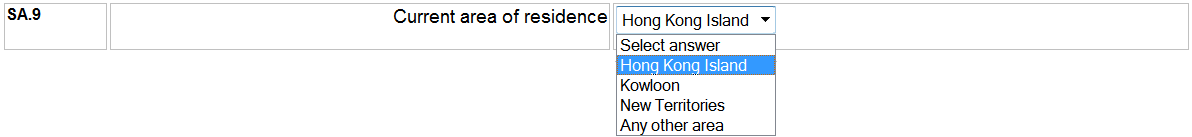 SA.9
Current area of residence
Hong Kong Island
Select answer
Hong Kong Island
Kowloon
New Territories
Any other area